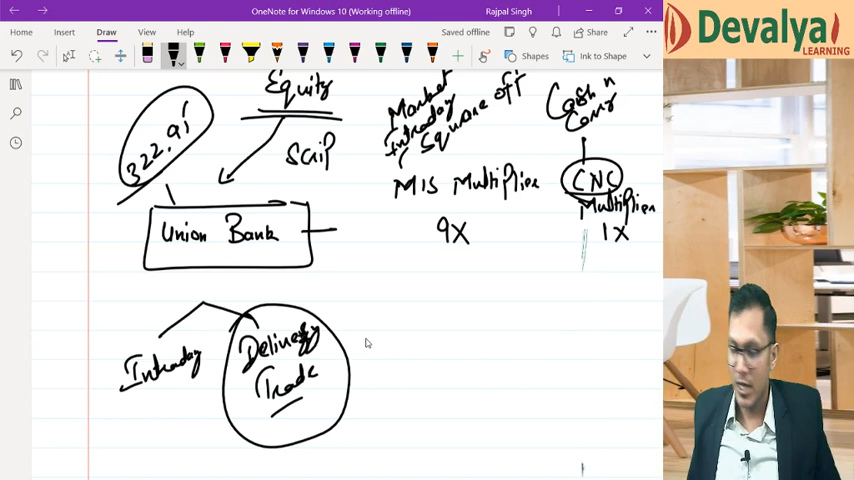 OneNote for Windows 10 (Working offline)
Rajpal Singh
Home
Insert
Draw
View
Help
Saved offline
Share
Shapes
Ink to Shape
Devalya
LEARNING
322.95
Equity
Scrip
Market
Intraday
Square off
Cash n
Carry
MIS Multiplier
CNC
Multiplier
Union Bank
9X
1X
Intraday
Delivery
Trade